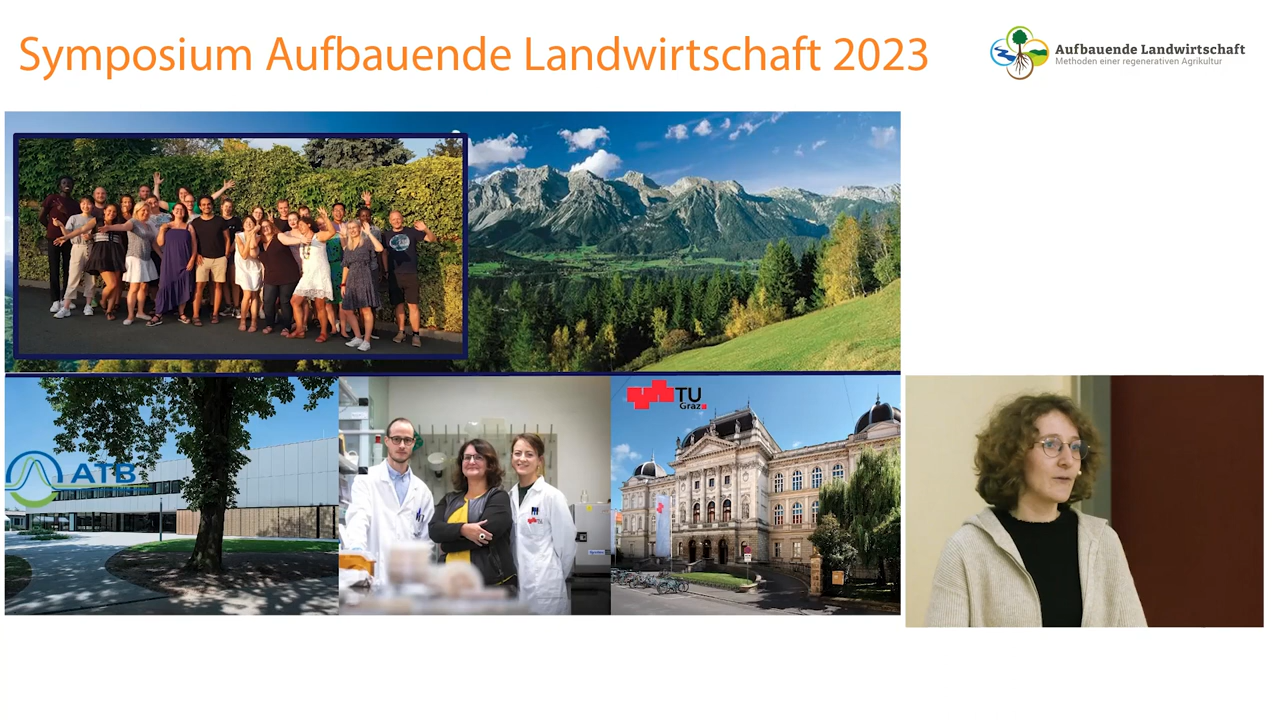 Symposium Aufbauende Landwirtschaft 2023
Aufbauende Landwirtschaft
Methoden einer regenerativen Agrikultur
ATB
TU
Graz